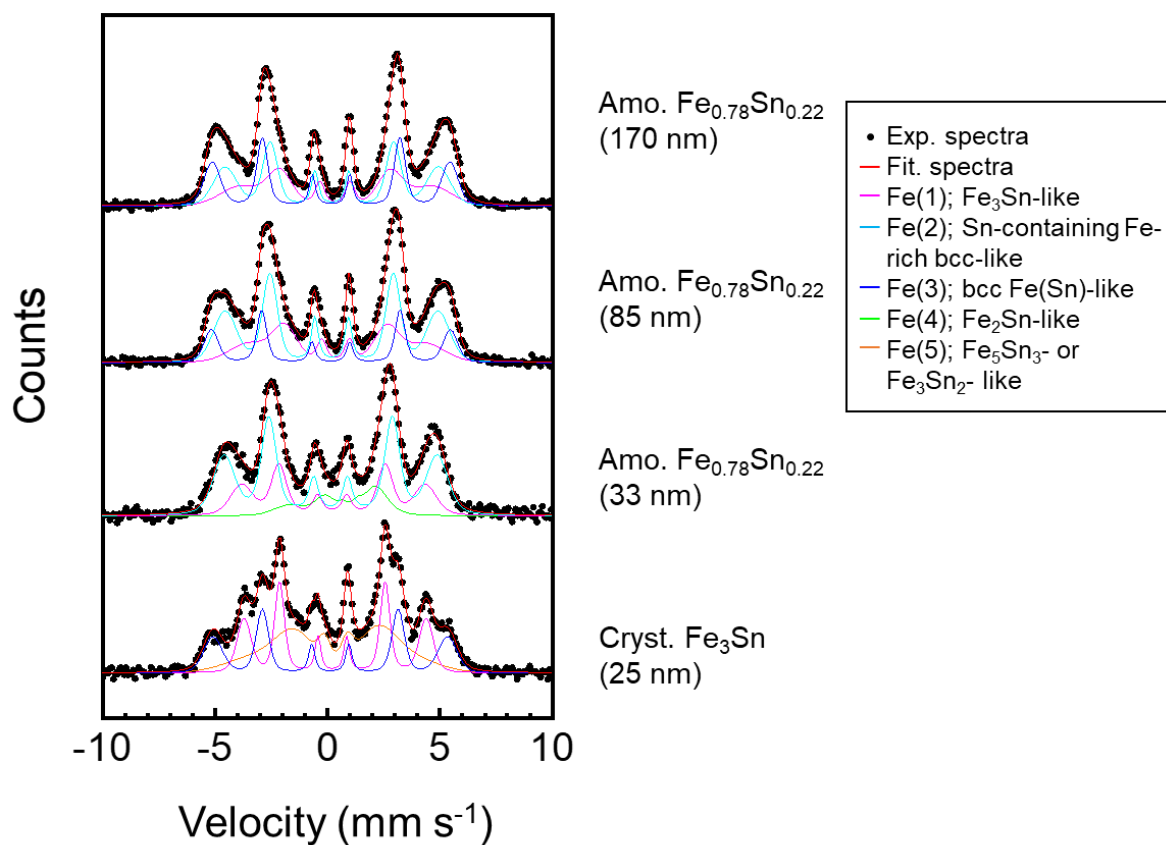 Counts
Amo. Fe0.78Sn0.22
(170 nm)
Amo. Fe0.78Sn0.22
(85 nm)
Amo. Fe0.78Sn0.22
(33 nm)
Cryst. Fe3Sn
(25 nm)
• Exp. spectra
Fit. spectra
Fe(1); Fe3Sn-like
Fe(2); Sn-containing Fe-
rich bcc-like
Fe(3); bcc Fe(Sn)-like
Fe(4); Fe2Sn-like
Fe(5); Fe5Sn3- or
Fe3Sn2- like
-10 -5 0 5 10
Velocity (mm s-1)